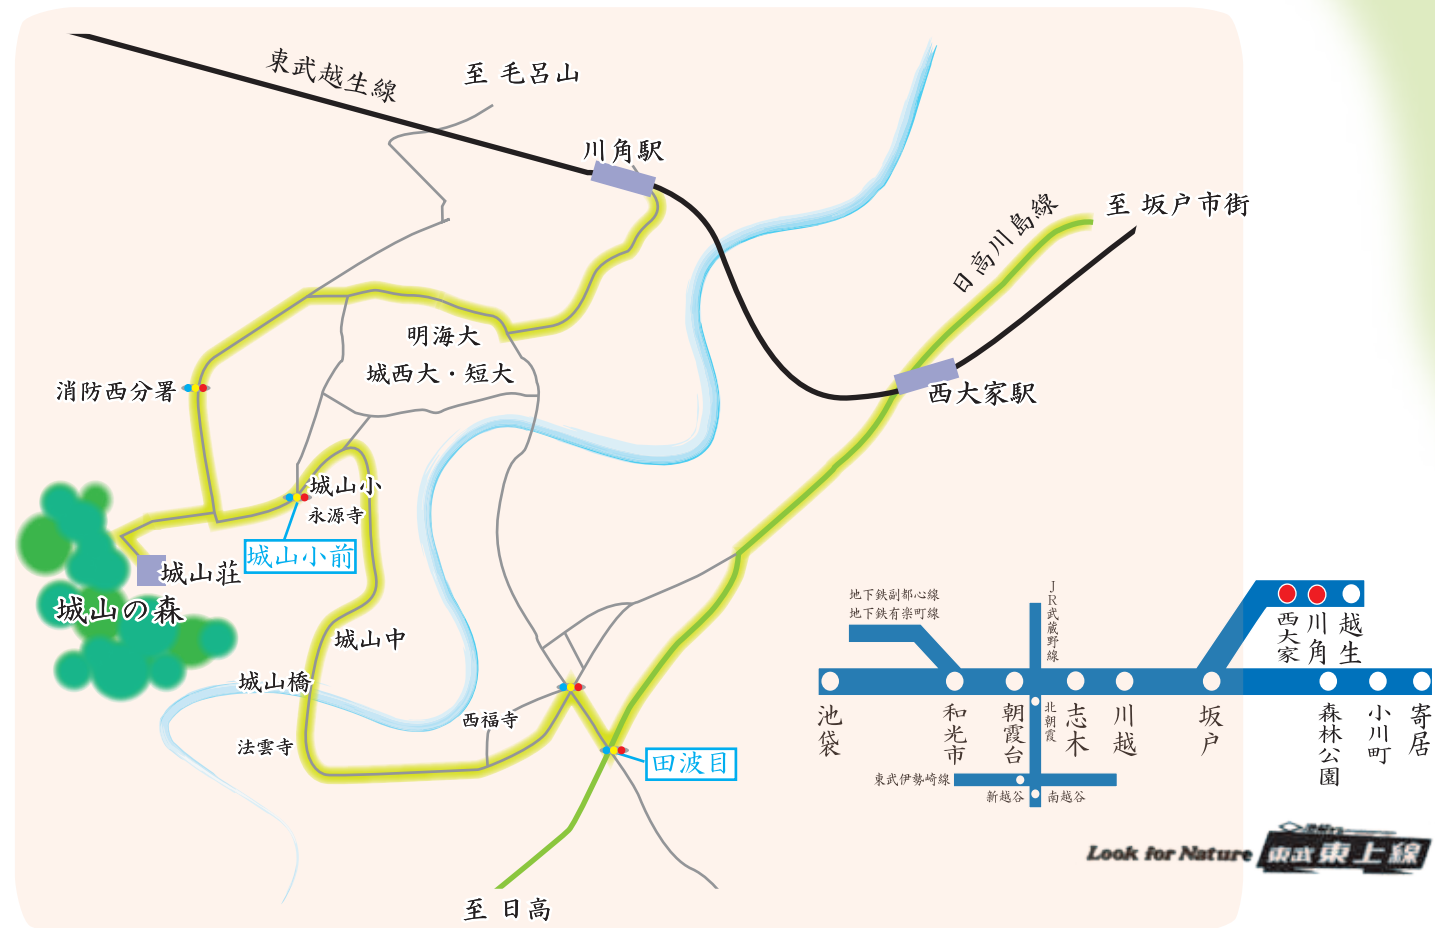 東武越生線
至 毛呂山
川角駅
至 坂戸市街
日高川島線
明海大
城西大・短大
消防西分署
西大家駅
城山小
永源寺
城山小前
城山荘
城山の森
城山中
城山橋
西福寺
法雲寺
田波目
至 日高
地下鉄副都心線
地下鉄有楽町線
JR武蔵野線
西大家
川角
越生
池袋
和光市
朝霞台
北朝霞
志木
川越
坂戸
森林公園
小川町
寄居
東武伊勢崎線
新越谷
南越谷
Look for Nature
東武東上線